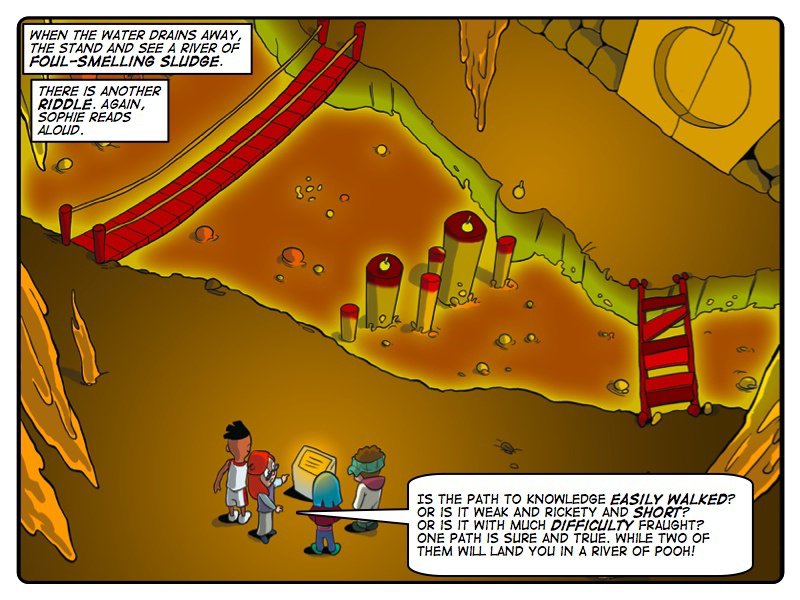 WHEN THE WATER DRAINS AWAY,
THE STAND AND SEE A RIVER OF
FOUL-SMELLING SLUDGE.
THERE IS ANOTHER
RIDDLE. AGAIN,
SOPHIE READS
ALOUD.
IS THE PATH TO KNOWLEDGE EASILY WALKED?
OR IS IT WEAK AND RICKETY AND SHORT?
OR IS IT WITH MUCH DIFFICULTY FRAUGHT?
ONE PATH IS SURE AND TRUE. WHILE TWO OF
THEM WILL LAND YOU IN A RIVER OF POOH!